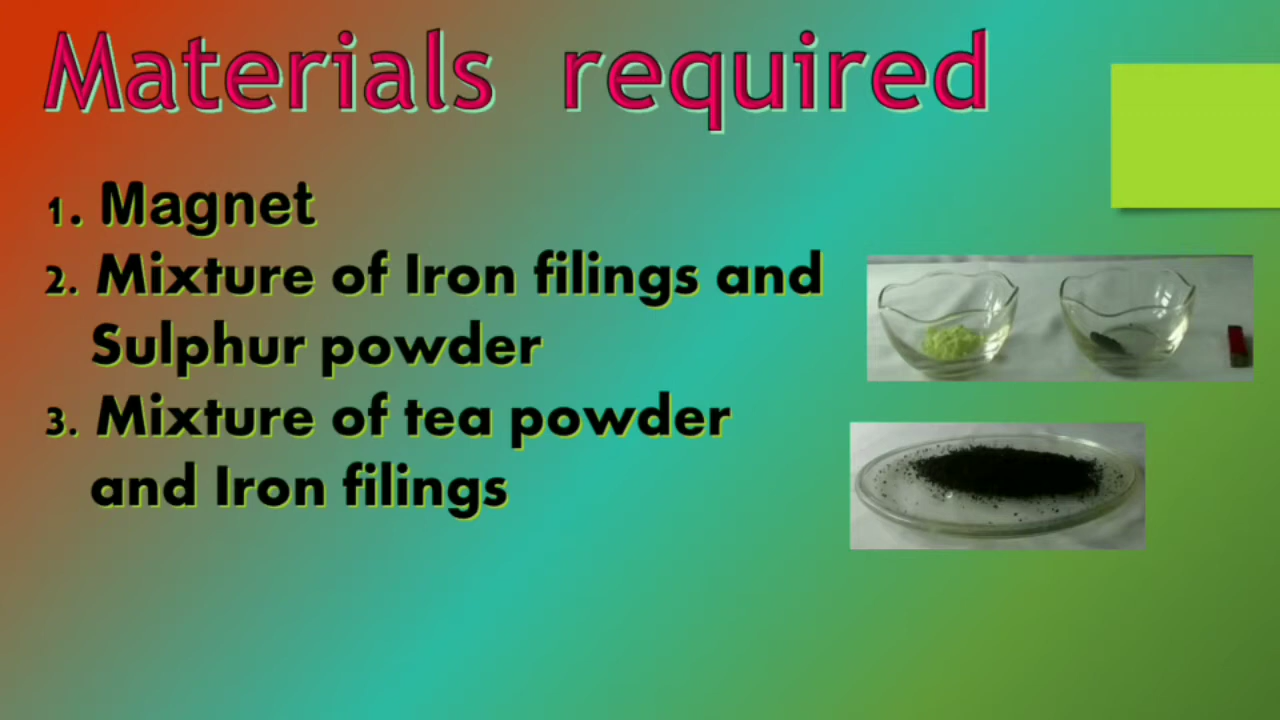 Materials required
1. Magnet
2. Mixture of Iron filings and
Sulphur powder
3. Mixture of tea powder
and Iron filings